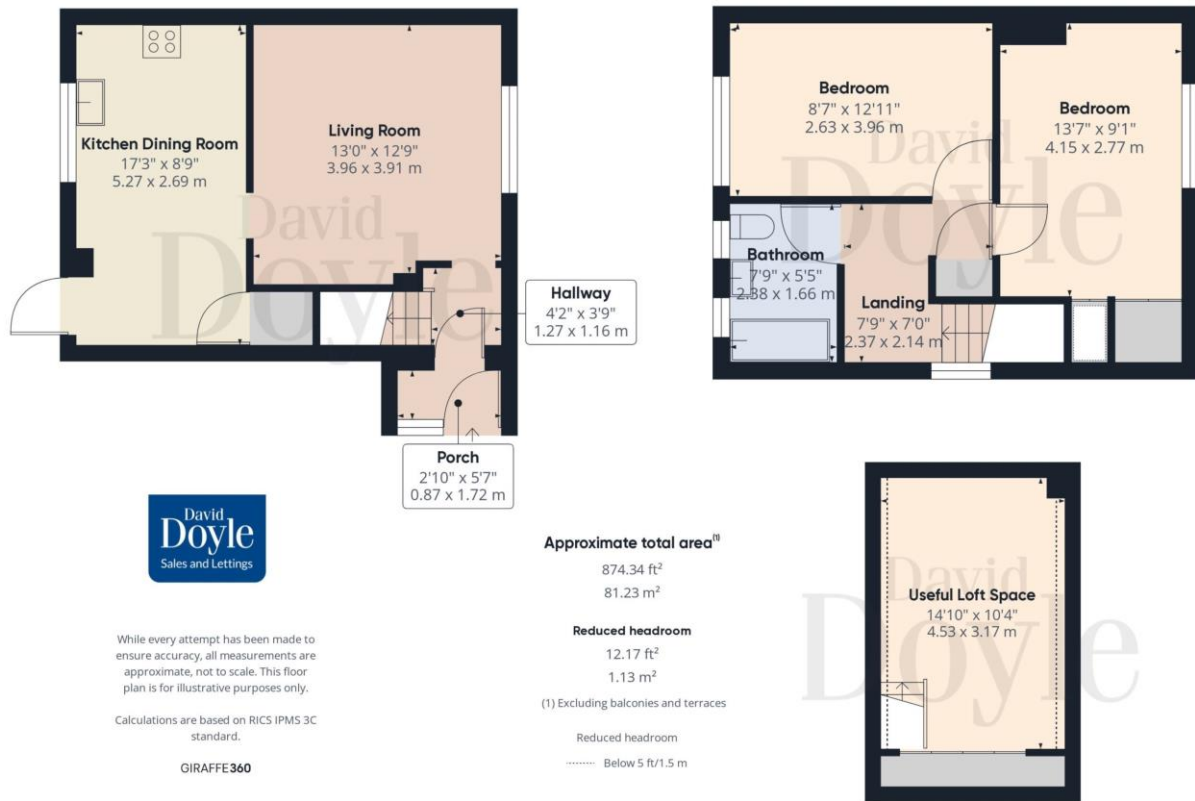 Kitchen Dining Room
17'3" x 8'9"
5.27 x 2.69 m
Living Room
13'0" x 12'9"
3.96 x 3.91 m
David
Doyle
Hallway
4'2" x 3'9"
1.27 x 1.16 m
Porch
2'10" x 5'7"
0.87 x 1.72 m
Bedroom
8'7" x 12'11"
2.63 x 3.96 m
Bedroom
13'7" x 9'1"
4.15 x 2.77 m
David
Doyle
Bathroom
7'9" x 5'5"
2.38 x 1.66 m
Landing
7'9" x 7'0"
2.37 x 2.14 m
David
Doyle
Sales and Lettings
While every attempt has been made to
ensure accuracy, all measurements are
approximate, not to scale. This floor
plan is for illustrative purposes only.
Calculations are based on RICS IPMS 3C
standard.
GIRAFFE360
Approximate total area(1)
874.34 ft²
81.23 m²
Reduced headroom
12.17 ft²
1.13 m²
(1) Excluding balconies and terraces
Reduced headroom
Below 5 ft/1.5 m
David
Doyle
Useful Loft Space
14'10" x 10'4"
4.53 x 3.17 m